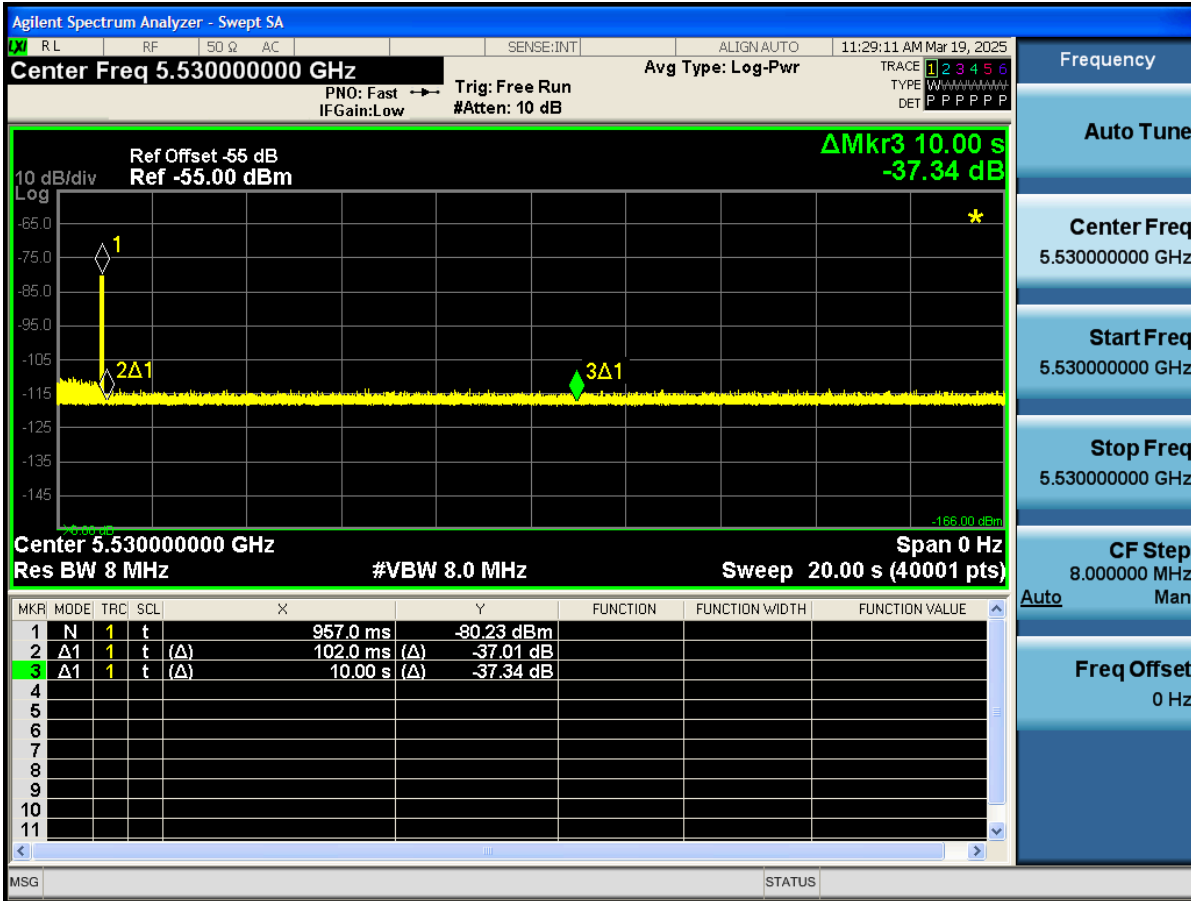 Agilent Spectrum Analyzer - Swept SA
LXI RL RF 50 Ω AC SENSE:INT ALIGN AUTO 11:29:11 AM Mar 19, 2025
Center Freq 5.530000000 GHz
PNO: Fast
IFGain:Low
Trig: Free Run
#Atten: 10 dB
Avg Type: Log-Pwr
TRACE 1 2 3 4 5 6
TYPE WWWWWW
DET P P P P P P
ΔMkr3 10.00 s
-37.34 dB
Ref Offset -55 dB
10 dB/div Ref -55.00 dBm
Log
-65.0
-75.0
-85.0
-95.0
-105
-115
-125
-135
-145
1
2Δ1
3Δ1
*
-166.00 dBm
Center 5.530000000 GHz Span 0 Hz
Res BW 8 MHz #VBW 8.0 MHz Sweep 20.00 s (40001 pts)
MKR MODE TRC SCL X Y FUNCTION FUNCTION WIDTH FUNCTION VALUE
1 N 1 t 957.0 ms -80.23 dBm
2 Δ1 1 t (Δ) 102.0 ms (Δ) -37.01 dB
3 Δ1 1 t (Δ) 10.00 s (Δ) -37.34 dB
4
5
6
7
8
9
10
11
MSG STATUS
Frequency
Auto Tune
Center Freq
5.530000000 GHz
Start Freq
5.530000000 GHz
Stop Freq
5.530000000 GHz
CF Step
8.000000 MHz
Auto Man
Freq Offset
0 Hz